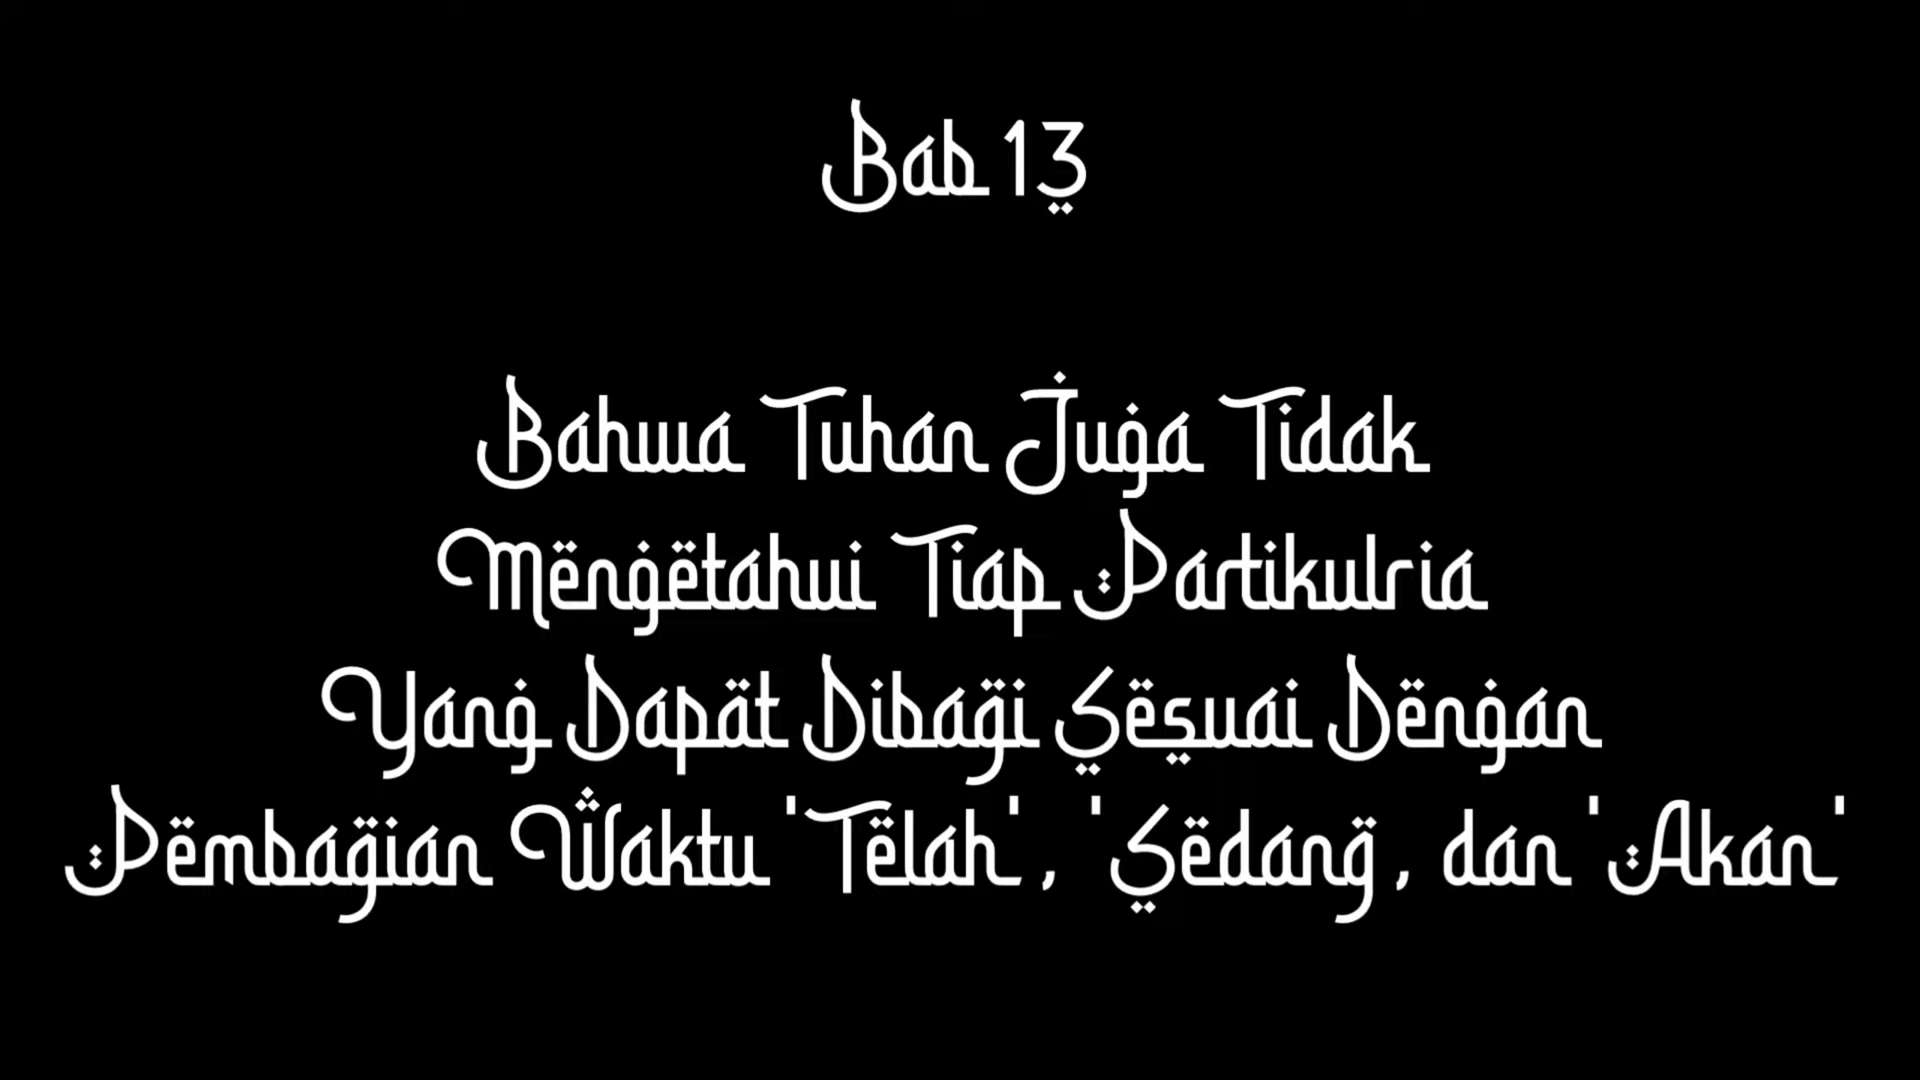 Bab 13
Bahwa Tuhan Juga Tidak
Mengetahui Tiap Partikulria
Yang Dapat Dibagi Sesuai Dengan
Pembagian Waktu 'Telah', 'Sedang, dan 'Akan'